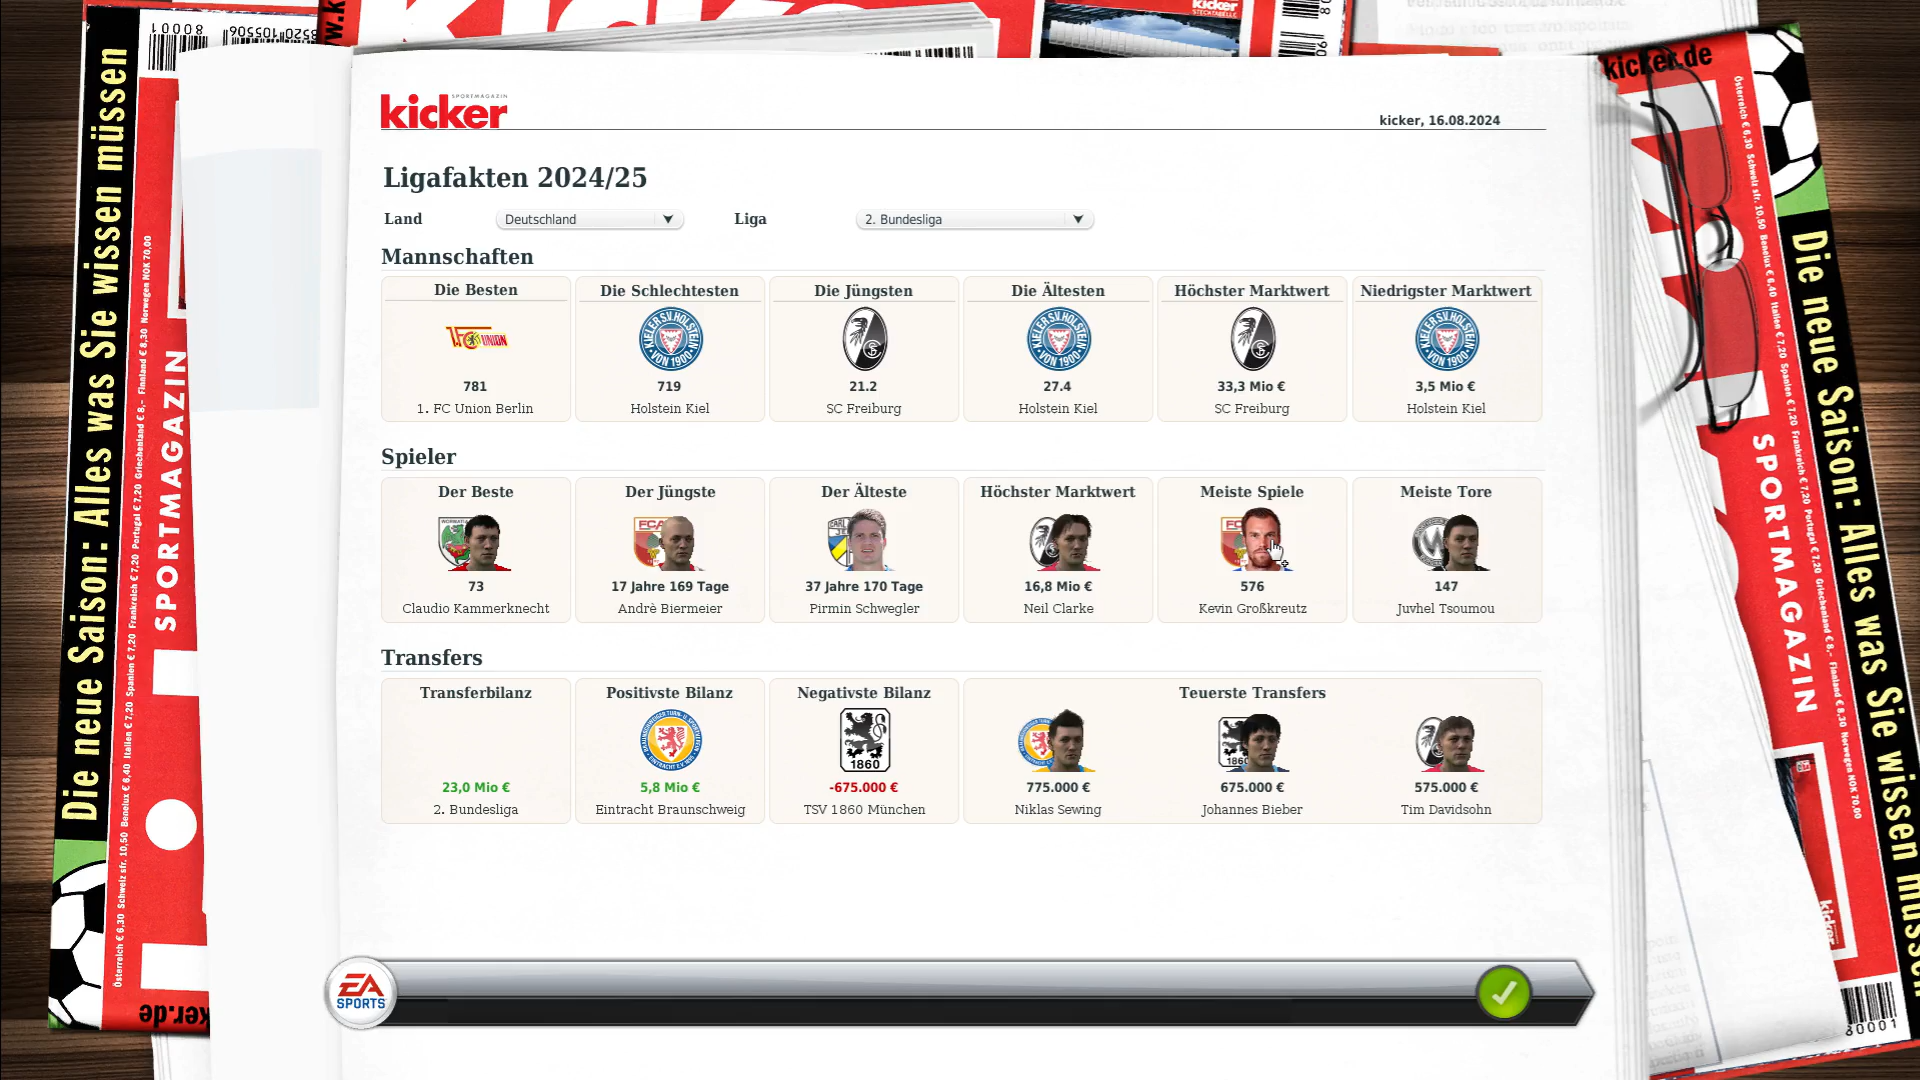 kicker
SPORTMAGAZIN
kicker, 16.08.2024
Ligafakten 2024/25
Land
Deutschland
Liga
2. Bundesliga
Mannschaften
Die Besten
Die Schlechtesten
Die Jüngsten
Die Ältesten
Höchster Marktwert
Niedrigster Marktwert
781
719
21.2
27.4
33,3 Mio €
3,5 Mio €
1. FC Union Berlin
Holstein Kiel
SC Freiburg
Holstein Kiel
SC Freiburg
Holstein Kiel
Spieler
Der Beste
Der Jüngste
Der Älteste
Höchster Marktwert
Meiste Spiele
Meiste Tore
73
17 Jahre 169 Tage
37 Jahre 170 Tage
16,8 Mio €
576
147
Claudio Kammerknecht
Andrè Biermeier
Pirmin Schwegler
Neil Clarke
Kevin Großkreutz
Juvhel Tsoumou
Transfers
Transferbilanz
Positivste Bilanz
Negativste Bilanz
Teuerste Transfers
1860
23,0 Mio €
5,8 Mio €
-675.000 €
775.000 €
675.000 €
575.000 €
2. Bundesliga
Eintracht Braunschweig
TSV 1860 München
Niklas Sewing
Johannes Bieber
Tim Davidsohn
EA
SPORTS
Die neue Saison: Alles was Sie wissen müssen
SPORTMAGAZIN
kicker.de
Die neue Saison: Alles was Sie wissen müssen
SPORTMAGAZIN
80001